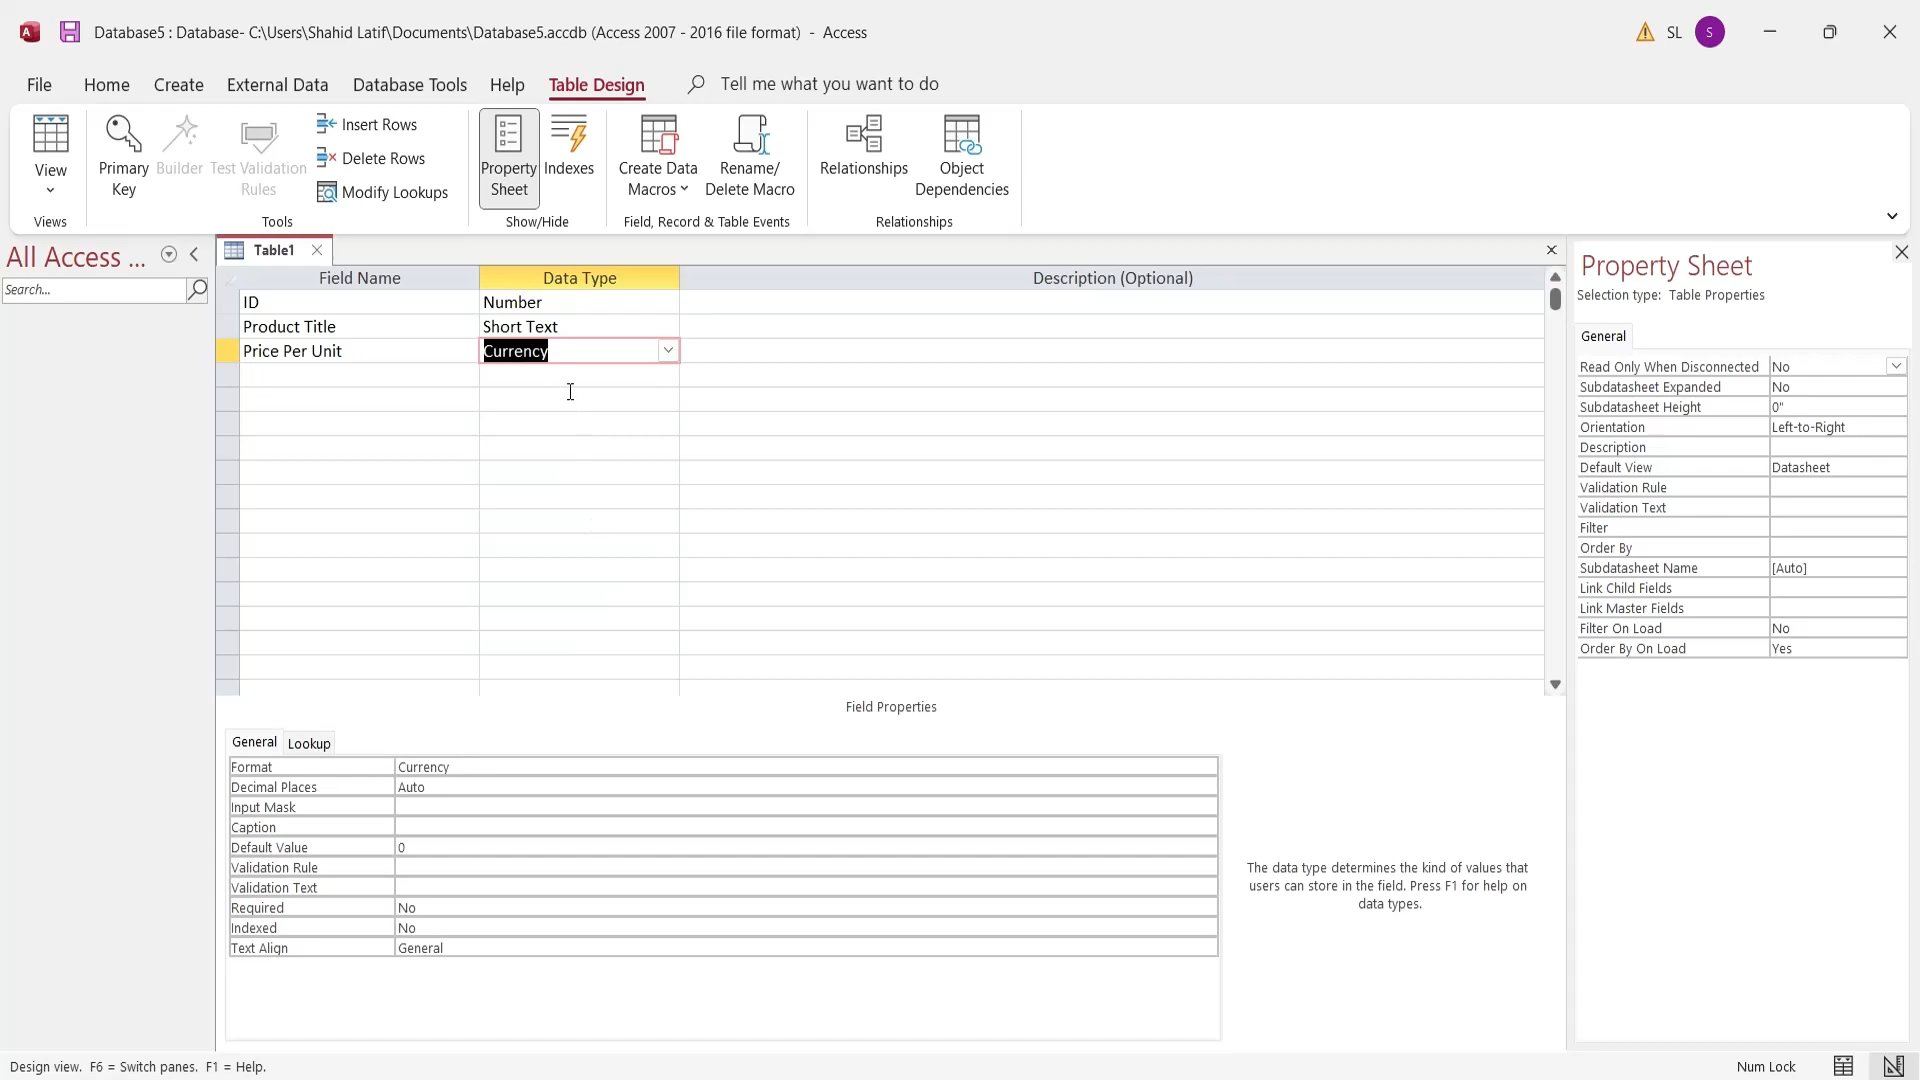 Database5 : Database- C:\Users\Shahid Latif\Documents\Database5.accdb (Access 2007 - 2016 file format) - Access
SL
S
File Home Create External Data Database Tools Help Table Design Tell me what you want to do
View
Views
Primary Key
Builder
Test Validation Rules
Insert Rows
Delete Rows
Modify Lookups
Tools
Property Sheet
Indexes
Show/Hide
Create Data Macros
Rename/ Delete Macro
Field, Record & Table Events
Relationships
Object Dependencies
Relationships
All Access ...
Search...
Table1
Field Name Data Type Description (Optional)
ID Number
Product Title Short Text
Price Per Unit Currency
Field Properties
General Lookup
Format Currency
Decimal Places Auto
Input Mask
Caption
Default Value 0
Validation Rule
Validation Text
Required No
Indexed No
Text Align General
The data type determines the kind of values that
users can store in the field. Press F1 for help on
data types.
Property Sheet
Selection type: Table Properties
General
Read Only When Disconnected No
Subdatasheet Expanded No
Subdatasheet Height 0"
Orientation Left-to-Right
Description
Default View Datasheet
Validation Rule
Validation Text
Filter
Order By
Subdatasheet Name [Auto]
Link Child Fields
Link Master Fields
Filter On Load No
Order By On Load Yes
Design view. F6 = Switch panes. F1 = Help.
Num Lock